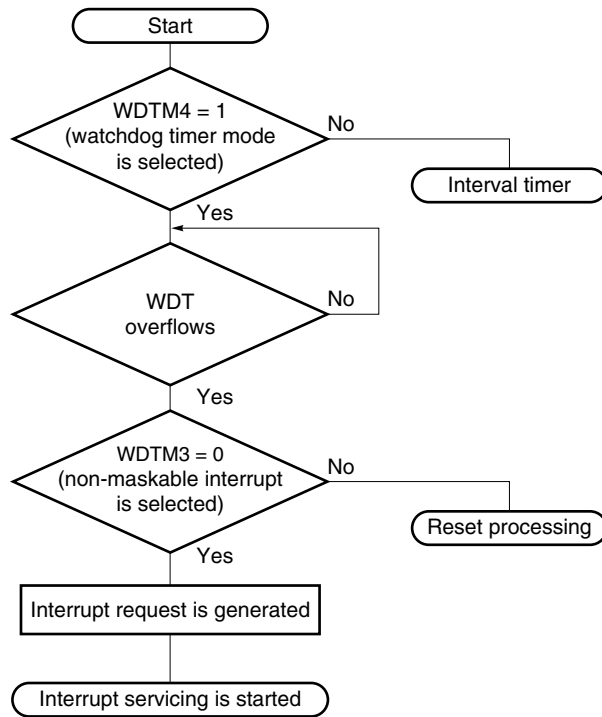 Start
WDTM4 = 1
(watchdog timer mode
is selected)
No
Interval timer
Yes
WDT
overflows
No
Yes
WDTM3 = 0
(non-maskable interrupt
is selected)
No
Reset processing
Yes
Interrupt request is generated
Interrupt servicing is started